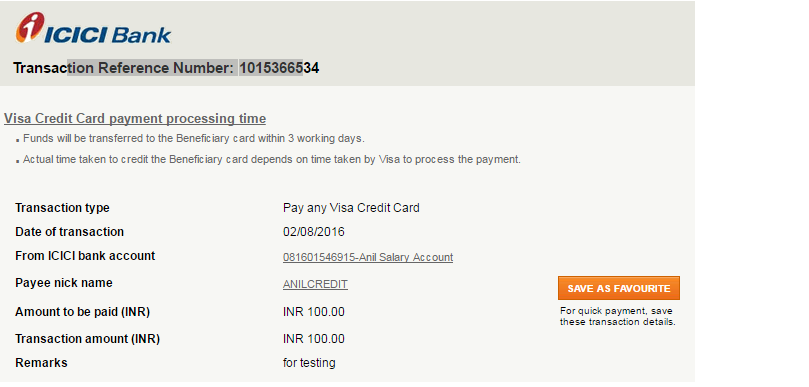 ICICI Bank
Transaction Reference Number: 1015366534
Visa Credit Card payment processing time
Funds will be transferred to the Beneficiary card within 3 working days.
Actual time taken to credit the Beneficiary card depends on time taken by Visa to process the payment.
Transaction type Pay any Visa Credit Card
Date of transaction 02/08/2016
From ICICI bank account 081601546915-Anil Salary Account
Payee nick name ANILCREDIT
SAVE AS FAVOURITE
For quick payment, save
these transaction details.
Amount to be paid (INR) INR 100.00
Transaction amount (INR) INR 100.00
Remarks for testing